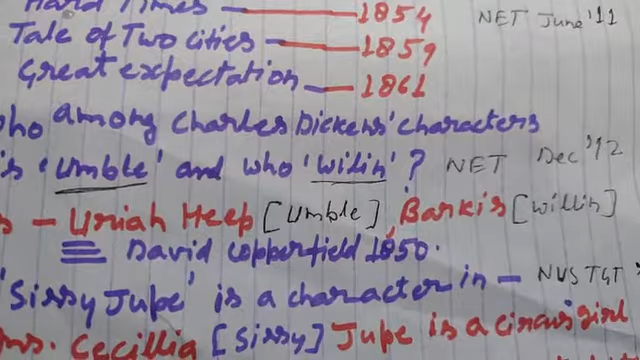 Hard Times — 1854 NET June '11
Tale of Two cities — 1859
Great expectation — 1861
who among Charles Dickens' characters
is 'Umble' and who 'Willin'? NET Dec '12
— Uriah Heep [Umble], Barkis [Willin]
David Copperfield 1850.
'Sissy Jupe' is a character in — NVS TGT
Cecillia [Sissy] Jupe is a circus girl